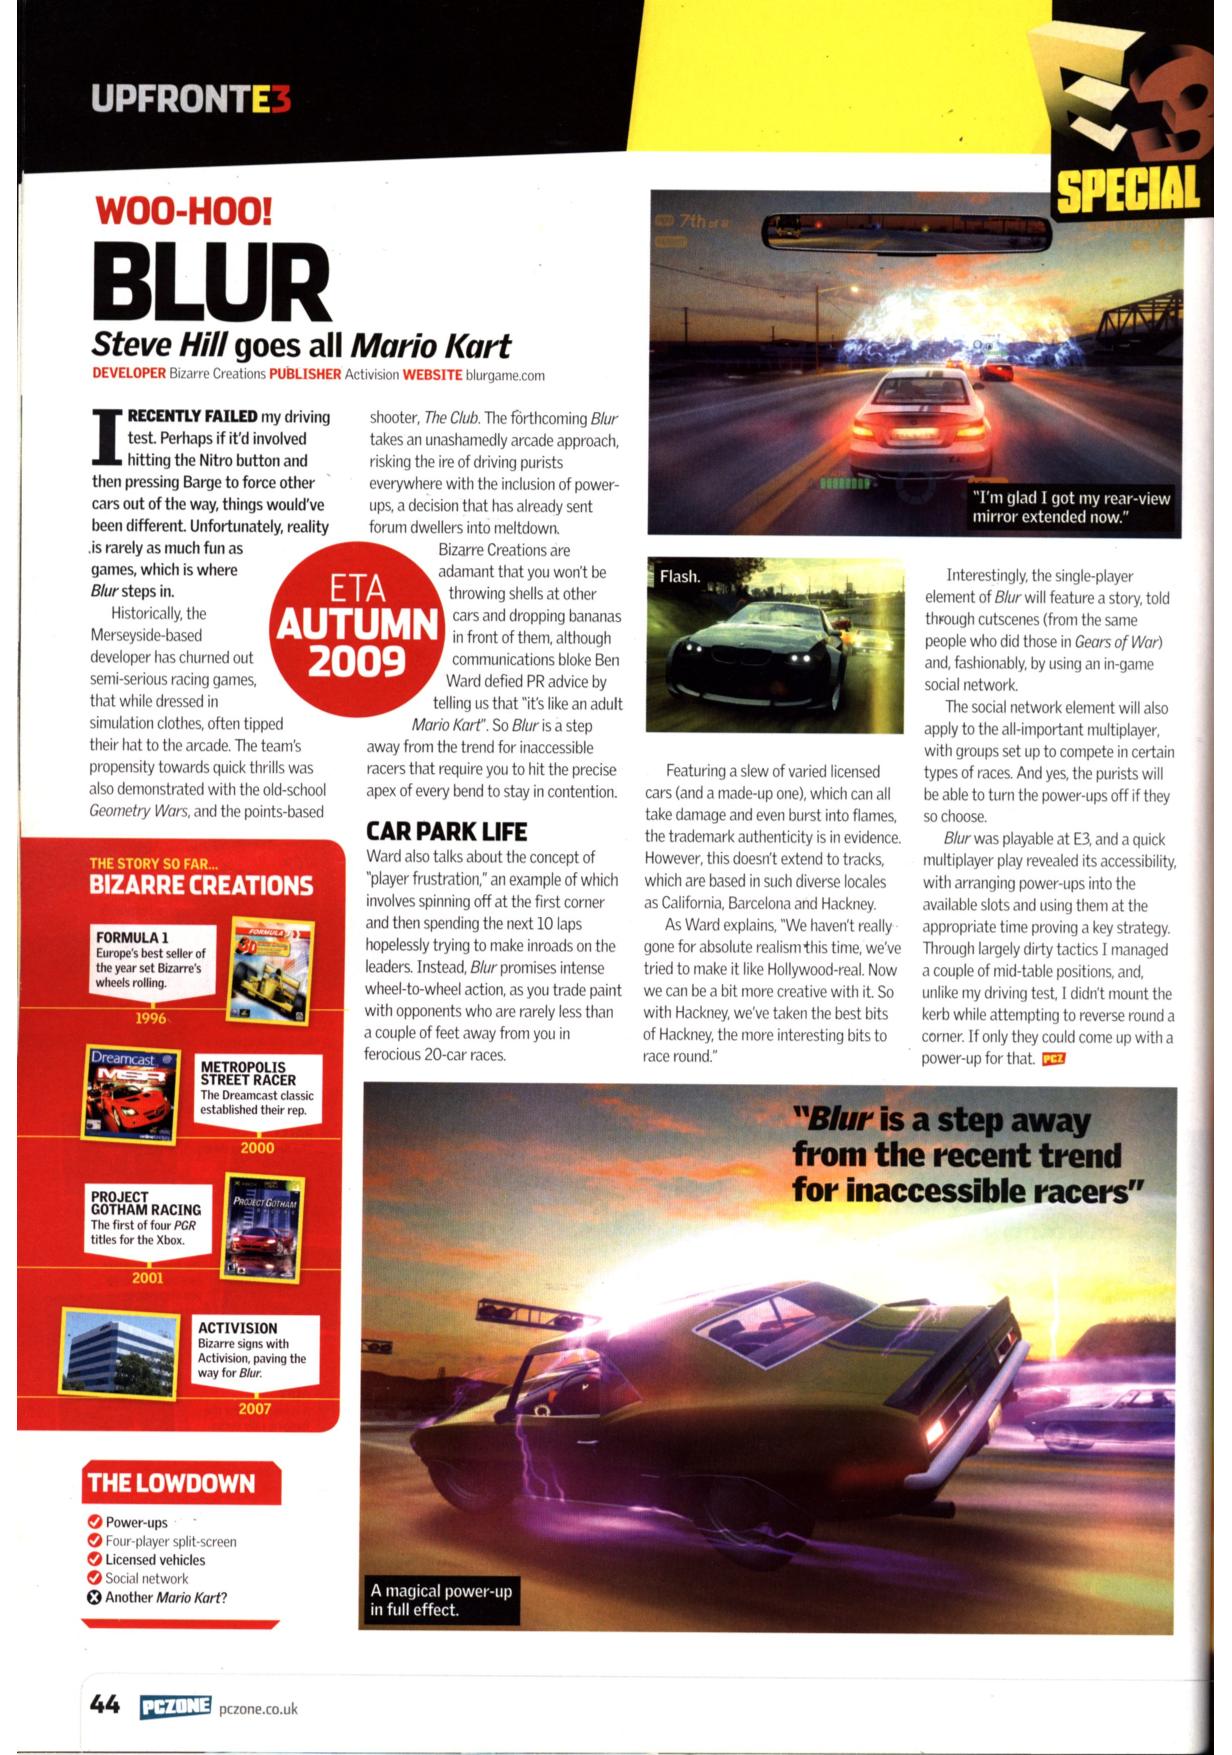 UPFRONTE3
E3
SPECIAL
WOO-HOO!
BLUR
Steve Hill goes all Mario Kart
DEVELOPER Bizarre Creations PUBLISHER Activision WEBSITE blurgame.com
I RECENTLY FAILED my driving
test. Perhaps if it'd involved
hitting the Nitro button and
then pressing Barge to force other
cars out of the way, things would've
been different. Unfortunately, reality
is rarely as much fun as
games, which is where
Blur steps in.
Historically, the
Merseyside-based
developer has churned out
semi-serious racing games,
that while dressed in
simulation clothes, often tipped
their hat to the arcade. The team's
propensity towards quick thrills was
also demonstrated with the old-school
Geometry Wars, and the points-based
shooter, The Club. The forthcoming Blur
takes an unashamedly arcade approach,
risking the ire of driving purists
everywhere with the inclusion of power-
ups, a decision that has already sent
forum dwellers into meltdown.
Bizarre Creations are
adamant that you won't be
throwing shells at other
cars and dropping bananas
in front of them, although
communications bloke Ben
Ward defied PR advice by
telling us that "it's like an adult
Mario Kart". So Blur is a step
away from the trend for inaccessible
racers that require you to hit the precise
apex of every bend to stay in contention.
ETA
AUTUMN
2009
CAR PARK LIFE
Ward also talks about the concept of
"player frustration," an example of which
involves spinning off at the first corner
and then spending the next 10 laps
hopelessly trying to make inroads on the
leaders. Instead, Blur promises intense
wheel-to-wheel action, as you trade paint
with opponents who are rarely less than
a couple of feet away from you in
ferocious 20-car races.
7th of 8
"I'm glad I got my rear-view
mirror extended now."
Flash.
Featuring a slew of varied licensed
cars (and a made-up one), which can all
take damage and even burst into flames,
the trademark authenticity is in evidence.
However, this doesn't extend to tracks,
which are based in such diverse locales
as California, Barcelona and Hackney.
As Ward explains, "We haven't really
gone for absolute realism this time, we've
tried to make it like Hollywood-real. Now
we can be a bit more creative with it. So
with Hackney, we've taken the best bits
of Hackney, the more interesting bits to
race round."
Interestingly, the single-player
element of Blur will feature a story, told
through cutscenes (from the same
people who did those in Gears of War)
and, fashionably, by using an in-game
social network.
The social network element will also
apply to the all-important multiplayer,
with groups set up to compete in certain
types of races. And yes, the purists will
be able to turn the power-ups off if they
so choose.
Blur was playable at E3, and a quick
multiplayer play revealed its accessibility,
with arranging power-ups into the
available slots and using them at the
appropriate time proving a key strategy.
Through largely dirty tactics I managed
a couple of mid-table positions, and,
unlike my driving test, I didn't mount the
kerb while attempting to reverse round a
corner. If only they could come up with a
power-up for that. PCZ
THE STORY SO FAR...
BIZARRE CREATIONS
FORMULA 1
Europe's best seller of
the year set Bizarre's
wheels rolling.
FORMULA 1
1996
Dreamcast
MSR
METROPOLIS
STREET RACER
The Dreamcast classic
established their rep.
2000
PROJECT
GOTHAM RACING
The first of four PGR
titles for the Xbox.
PROJECT GOTHAM
2001
ACTIVISION
Bizarre signs with
Activision, paving the
way for Blur.
2007
"Blur is a step away
from the recent trend
for inaccessible racers"
A magical power-up
in full effect.
THE LOWDOWN
Power-ups
Four-player split-screen
Licensed vehicles
Social network
Another Mario Kart?
44 PCZONE pczone.co.uk